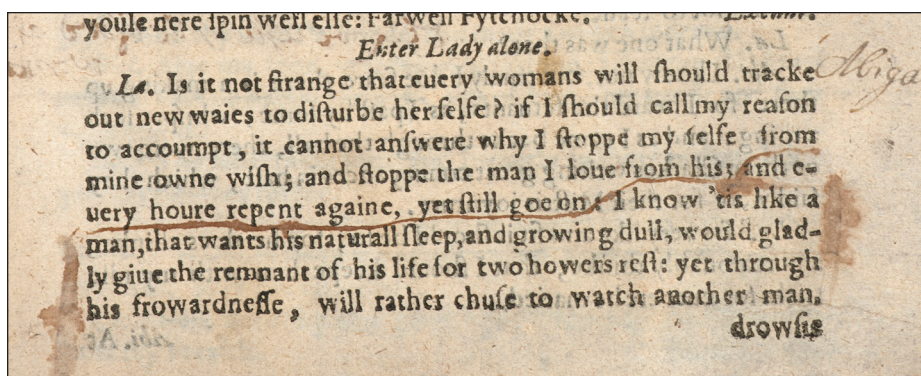 youle nere ſpin well elſe: Farwell Fytchocke. Exeunt.
Enter Lady alone.
La. Is it not ſtrange that euery womans will ſhould tracke
out new waies to diſturbe herſelfe? if I ſhould call my reaſon
to accoumpt, it cannot anſwere why I ſtoppe my ſelfe from
mine owne wiſh; and ſtoppe the man I loue from his; and e-
uery houre repent againe, yet ſtill goe on: I know 'tis like a
man, that wants his naturall ſleep, and growing dull, would glad-
ly giue the remnant of his life for two howers reſt: yet through
his frowardneſſe, will rather chuſe to watch another man,
drowſie
Abiga